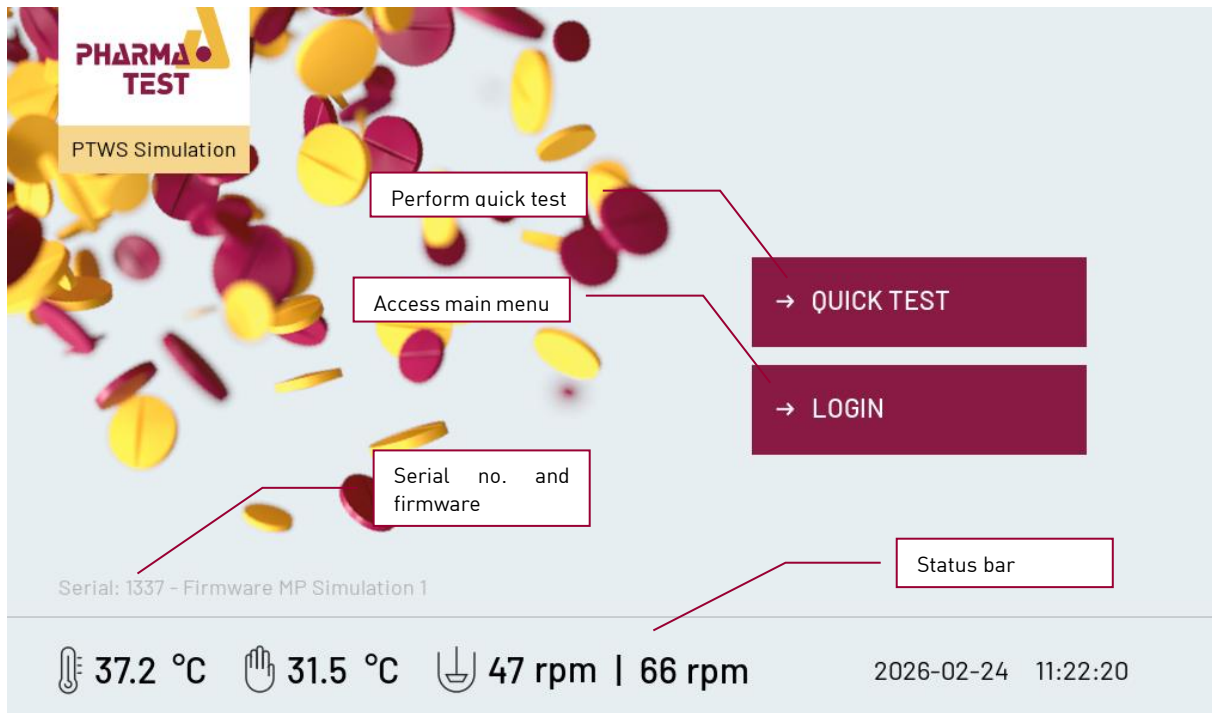 PHARMA
TEST
PTWS Simulation
Perform quick test
→ QUICK TEST
Access main menu
→ LOGIN
Serial no. and
firmware
Status bar
Serial: 1337 - Firmware MP Simulation 1
37.2 °C 31.5 °C 47 rpm | 66 rpm 2026-02-24 11:22:20